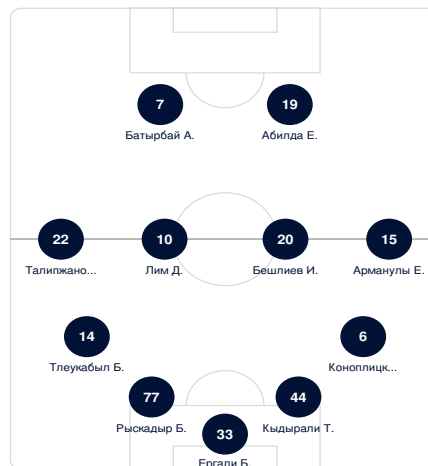 7
19
Батырбай А.
Абилда Е.
22
10
20
15
Талипжано...
Лим Д.
Бешлиев И.
Арманулы Е.
14
6
Тлеукабыл Б.
Коноплицк...
77
44
Рыскадыр Б.
Кыдырали Т.
33
Ергали Б.